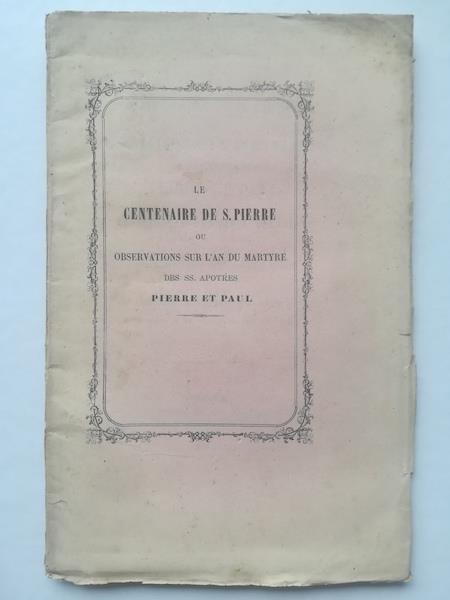 LE
CENTENAIRE DE S. PIERRE
OU
OBSERVATIONS SUR L'AN DU MARTYRE
DES SS. APOTRES
PIERRE ET PAUL